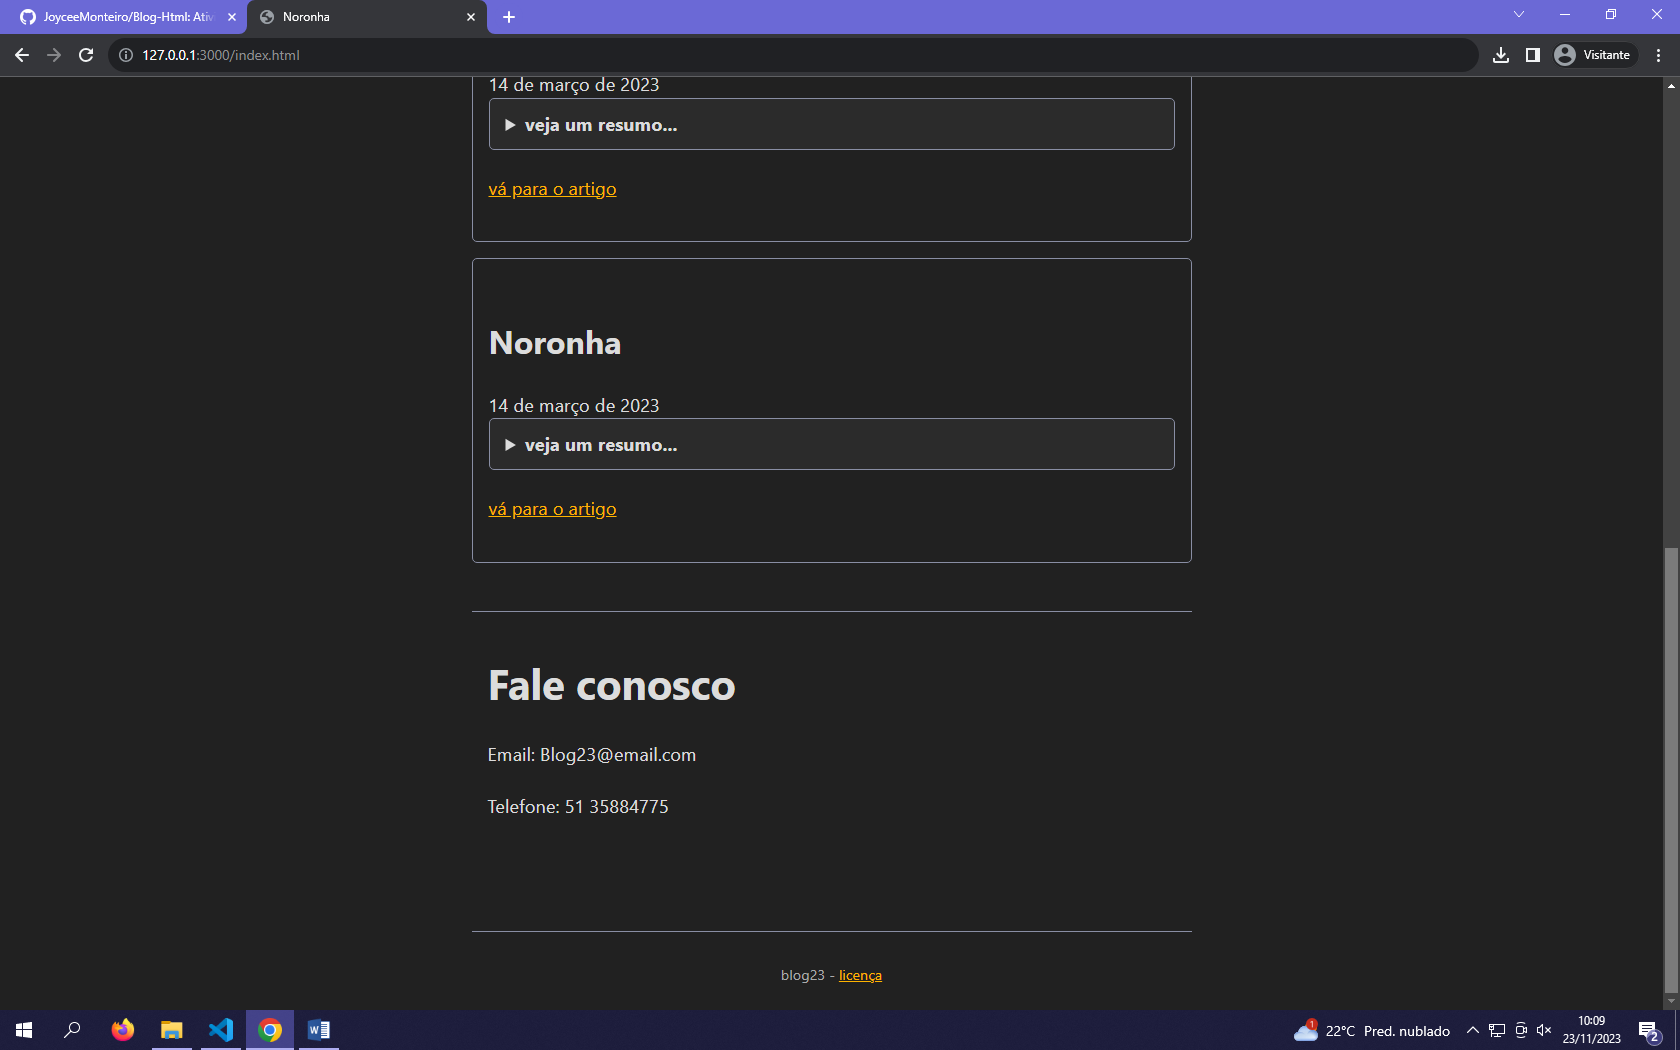 JoyceeMonteiro/Blog-Html: Ativ
Noronha
127.0.0.1:3000/index.html
Visitante
14 de março de 2023
veja um resumo...
vá para o artigo
Noronha
14 de março de 2023
veja um resumo...
vá para o artigo
Fale conosco
Email: Blog23@email.com
Telefone: 51 35884775
blog23 - licença
1
22°C Pred. nublado
10:09
23/11/2023
2